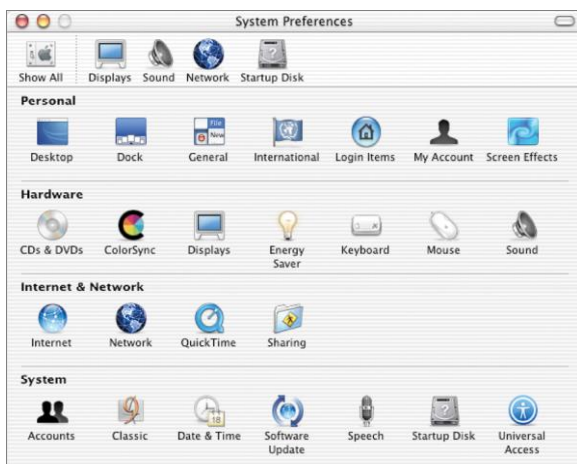 System Preferences
Show All Displays Sound Network Startup Disk
Personal
File
New
Desktop Dock General International Login Items My Account Screen Effects
Hardware
CDs & DVDs ColorSync Displays Energy Saver Keyboard Mouse Sound
Internet & Network
Internet Network QuickTime Sharing
System
18
Accounts Classic Date & Time Software Update Speech Startup Disk Universal Access